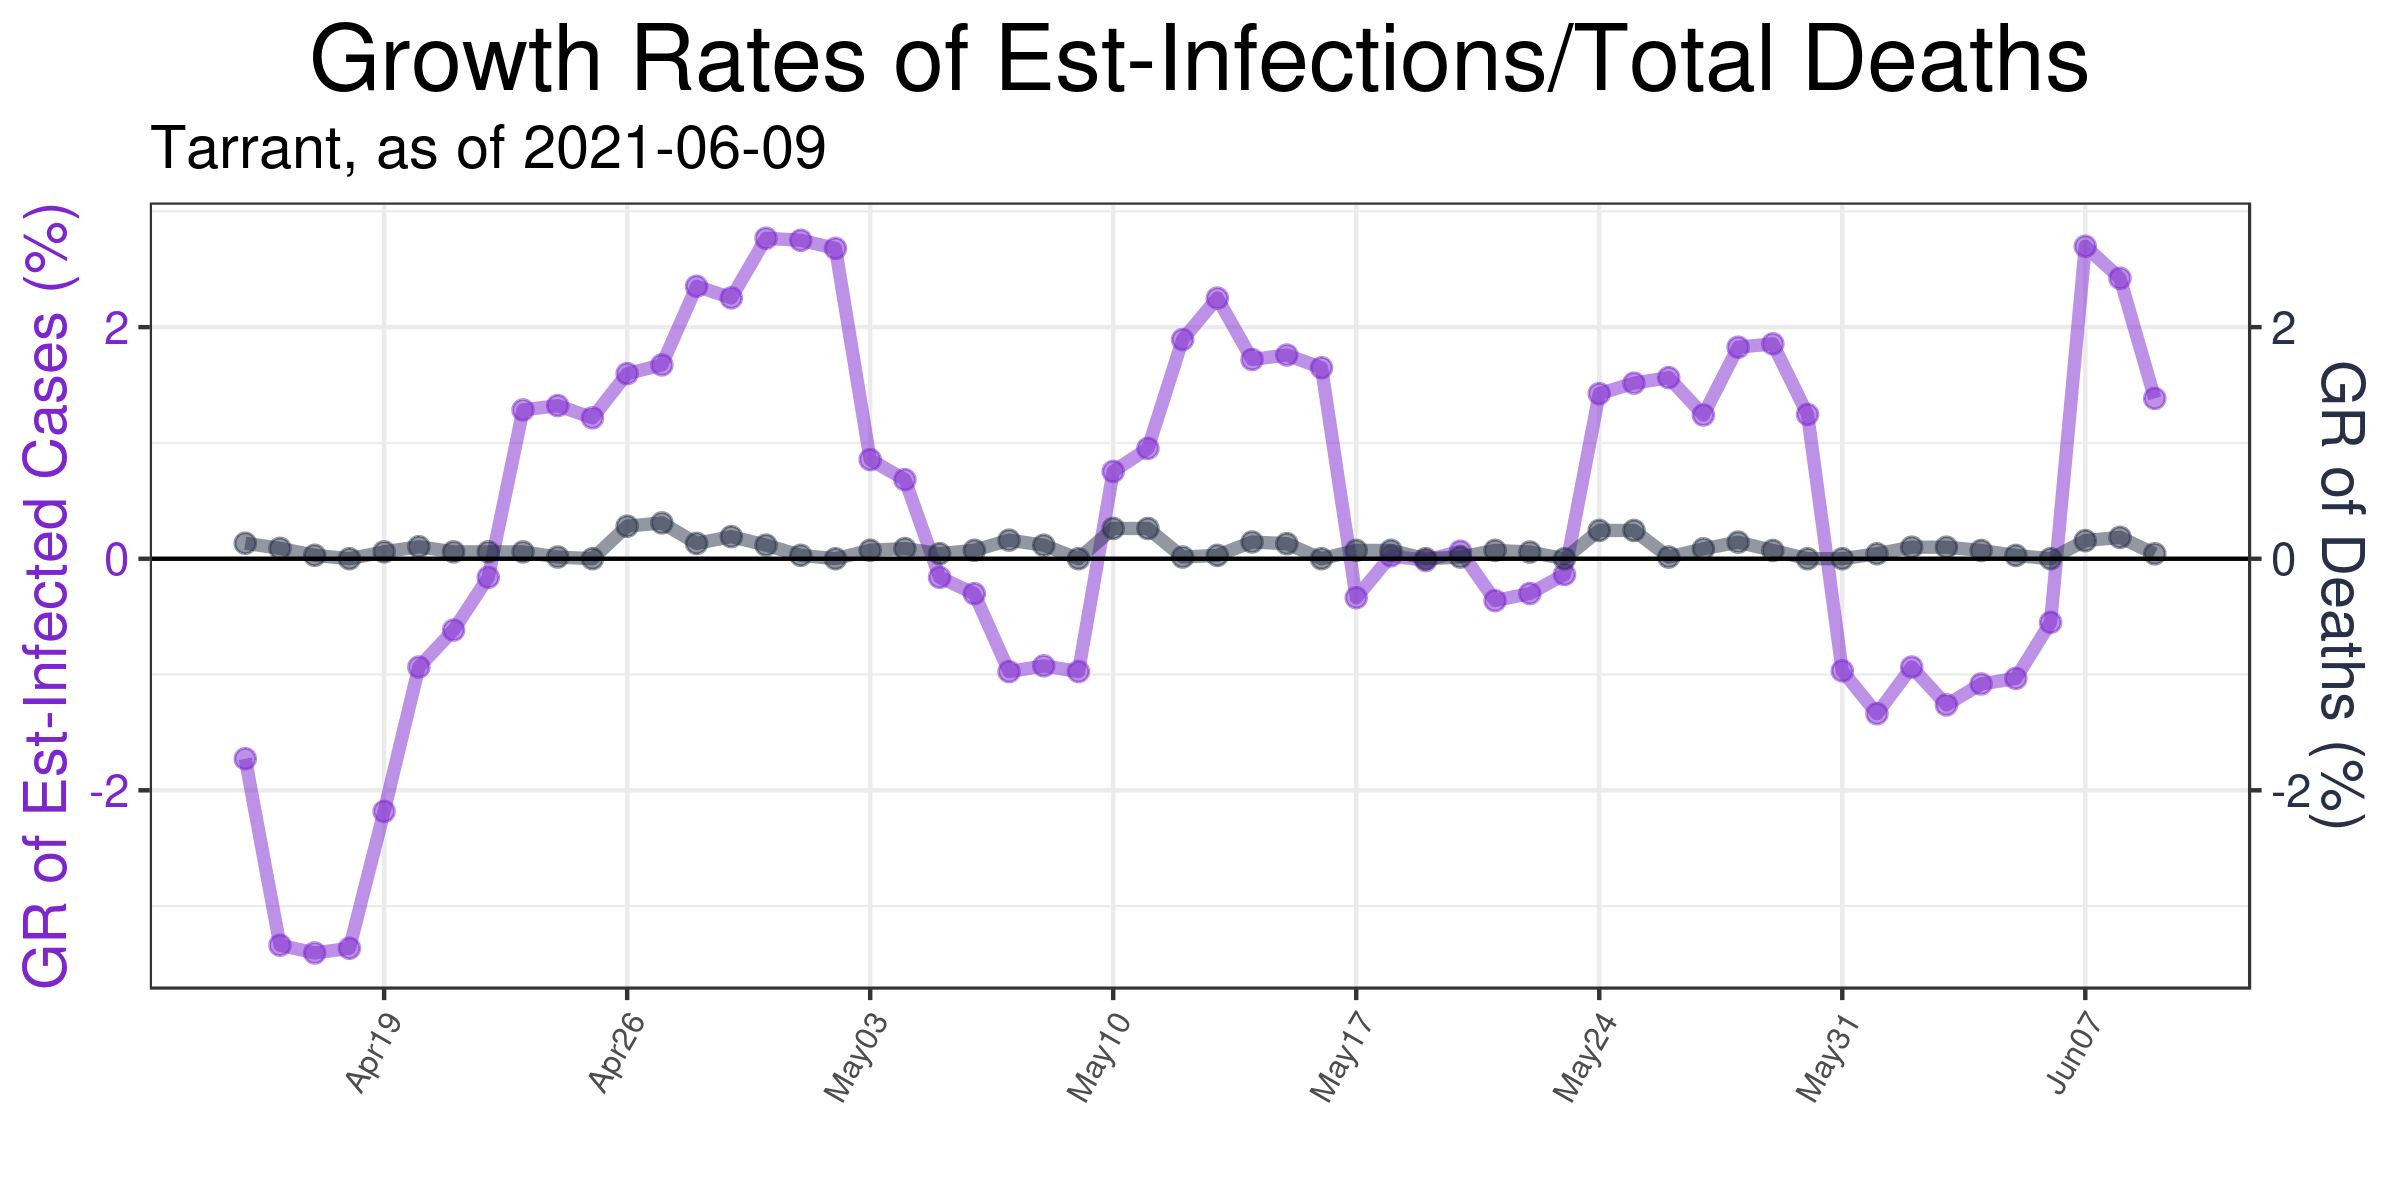 Growth Rates of Est-Infections/Total Deaths
Tarrant, as of 2021-06-09
GR of Est-Infected Cases (%)
2
0
-2
2
0
-2
GR of Deaths (%)
Apr19
Apr26
May03
May10
May17
May24
May31
Jun07